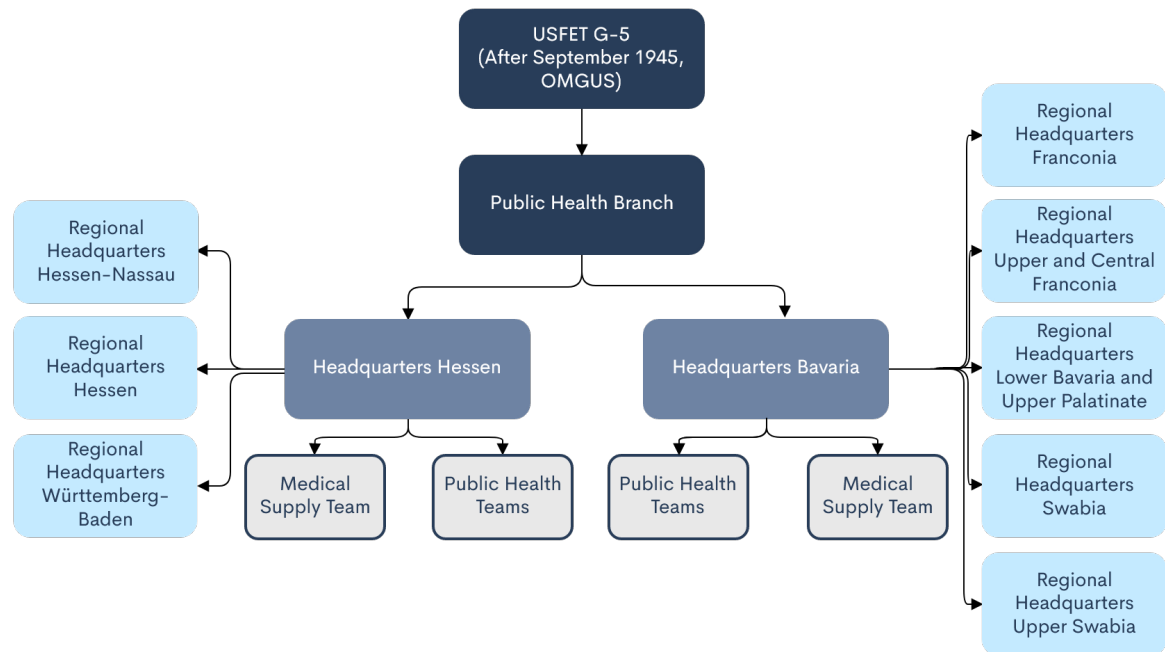 USFET G-5
(After September 1945,
OMGUS)
Public Health Branch
Regional
Headquarters
Hessen-Nassau
Regional
Headquarters
Hessen
Regional
Headquarters
Württemberg-
Baden
Headquarters Hessen
Medical
Supply Team
Public Health
Teams
Headquarters Bavaria
Public Health
Teams
Medical
Supply Team
Regional
Headquarters
Franconia
Regional
Headquarters
Upper and Central
Franconia
Regional
Headquarters
Lower Bavaria and
Upper Palatinate
Regional
Headquarters
Swabia
Regional
Headquarters
Upper Swabia